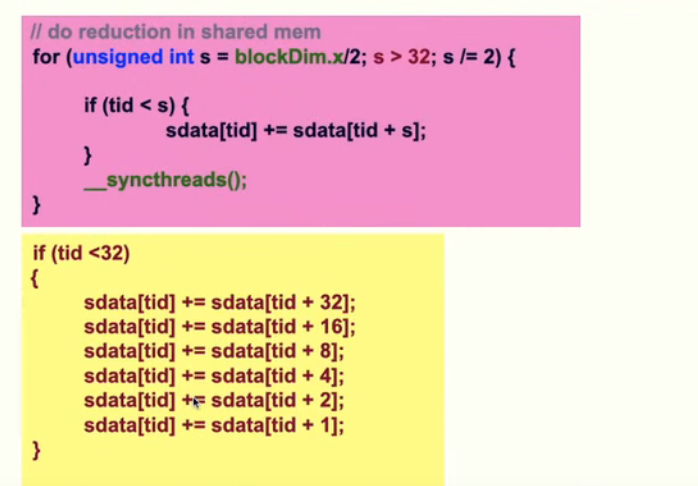 // do reduction in shared mem
for (unsigned int s = blockDim.x/2; s > 32; s /= 2) {
if (tid < s) {
sdata[tid] += sdata[tid + s];
}
__syncthreads();
}
if (tid <32)
{
sdata[tid] += sdata[tid + 32];
sdata[tid] += sdata[tid + 16];
sdata[tid] += sdata[tid + 8];
sdata[tid] += sdata[tid + 4];
sdata[tid] += sdata[tid + 2];
sdata[tid] += sdata[tid + 1];
}